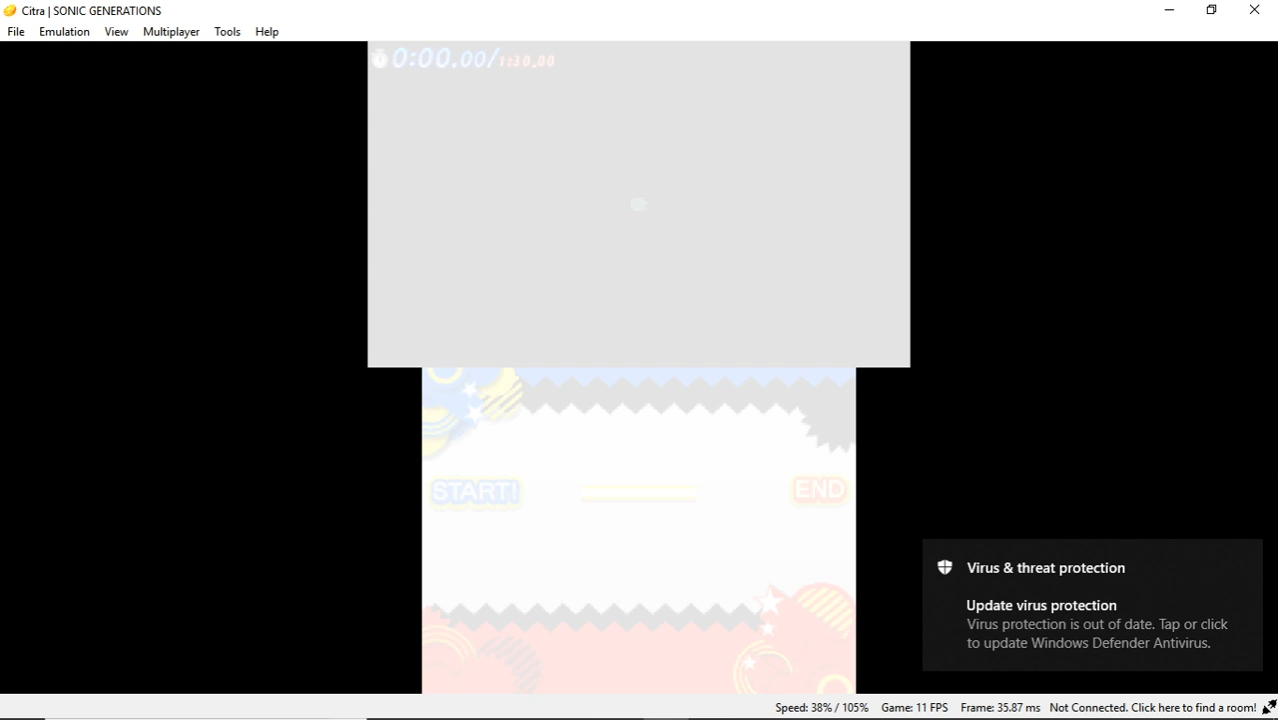 Citra | SONIC GENERATIONS
File Emulation View Multiplayer Tools Help
0:00.00/1:30.00
START! END
Virus & threat protection
Update virus protection
Virus protection is out of date. Tap or click
to update Windows Defender Antivirus.
Speed: 38% / 105% Game: 11 FPS Frame: 35.87 ms Not Connected. Click here to find a room!